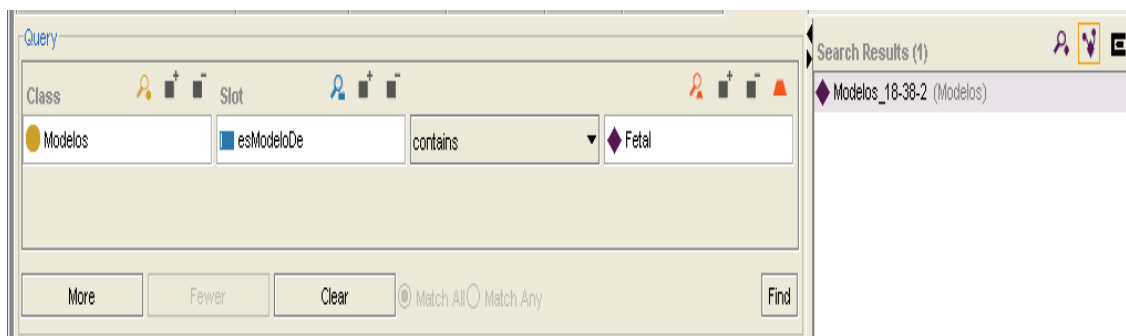 Query
Search Results (1)
Class
Slot
Modelos_18-38-2 (Modelos)
Modelos
esModeloDe
contains
Fetal
More
Fewer
Clear
Match All
Match Any
Find